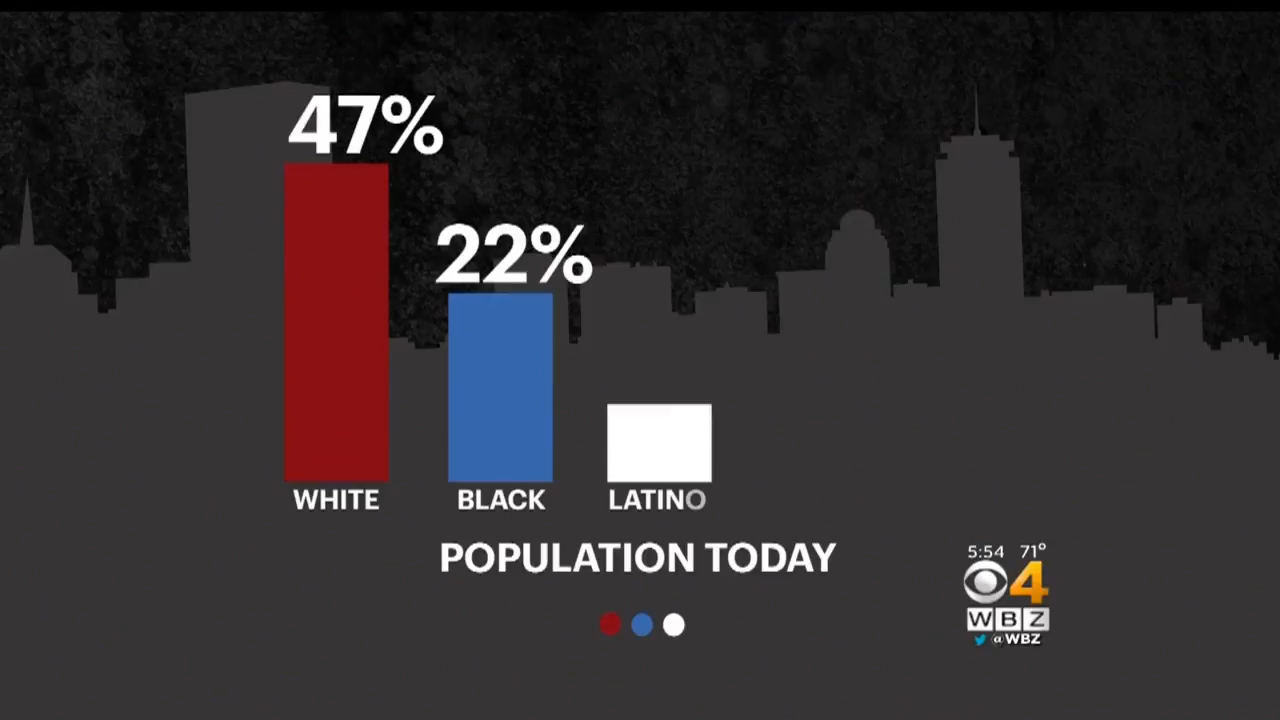 47%
22%
WHITE BLACK LATINO
POPULATION TODAY
5:54 71°
4
WBZ
@WBZ